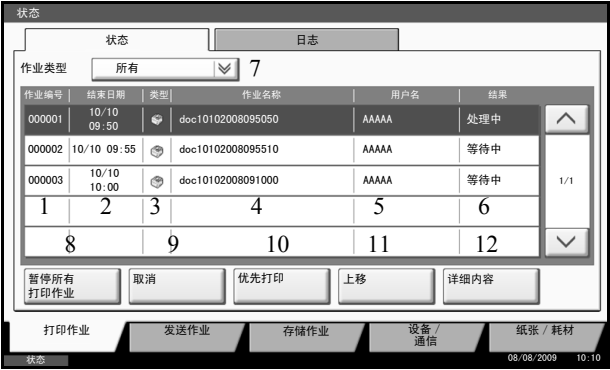 状态
状态 日志
作业类型 所有 7
作业编号 结束日期 类型 作业名称 用户名 结果
000001 10/10 09:50 doc10102008095050 AAAAA 处理中
000002 10/10 09:55 doc10102008095510 AAAAA 等待中
000003 10/10 10:00 doc10102008091000 AAAAA 等待中
1/1
1 2 3 4 5 6
8 9 10 11 12
暂停所有 打印作业 取消 优先打印 上移 详细内容
打印作业 发送作业 存储作业 设备 / 通信 纸张 / 耗材
状态 08/08/2009 10:10